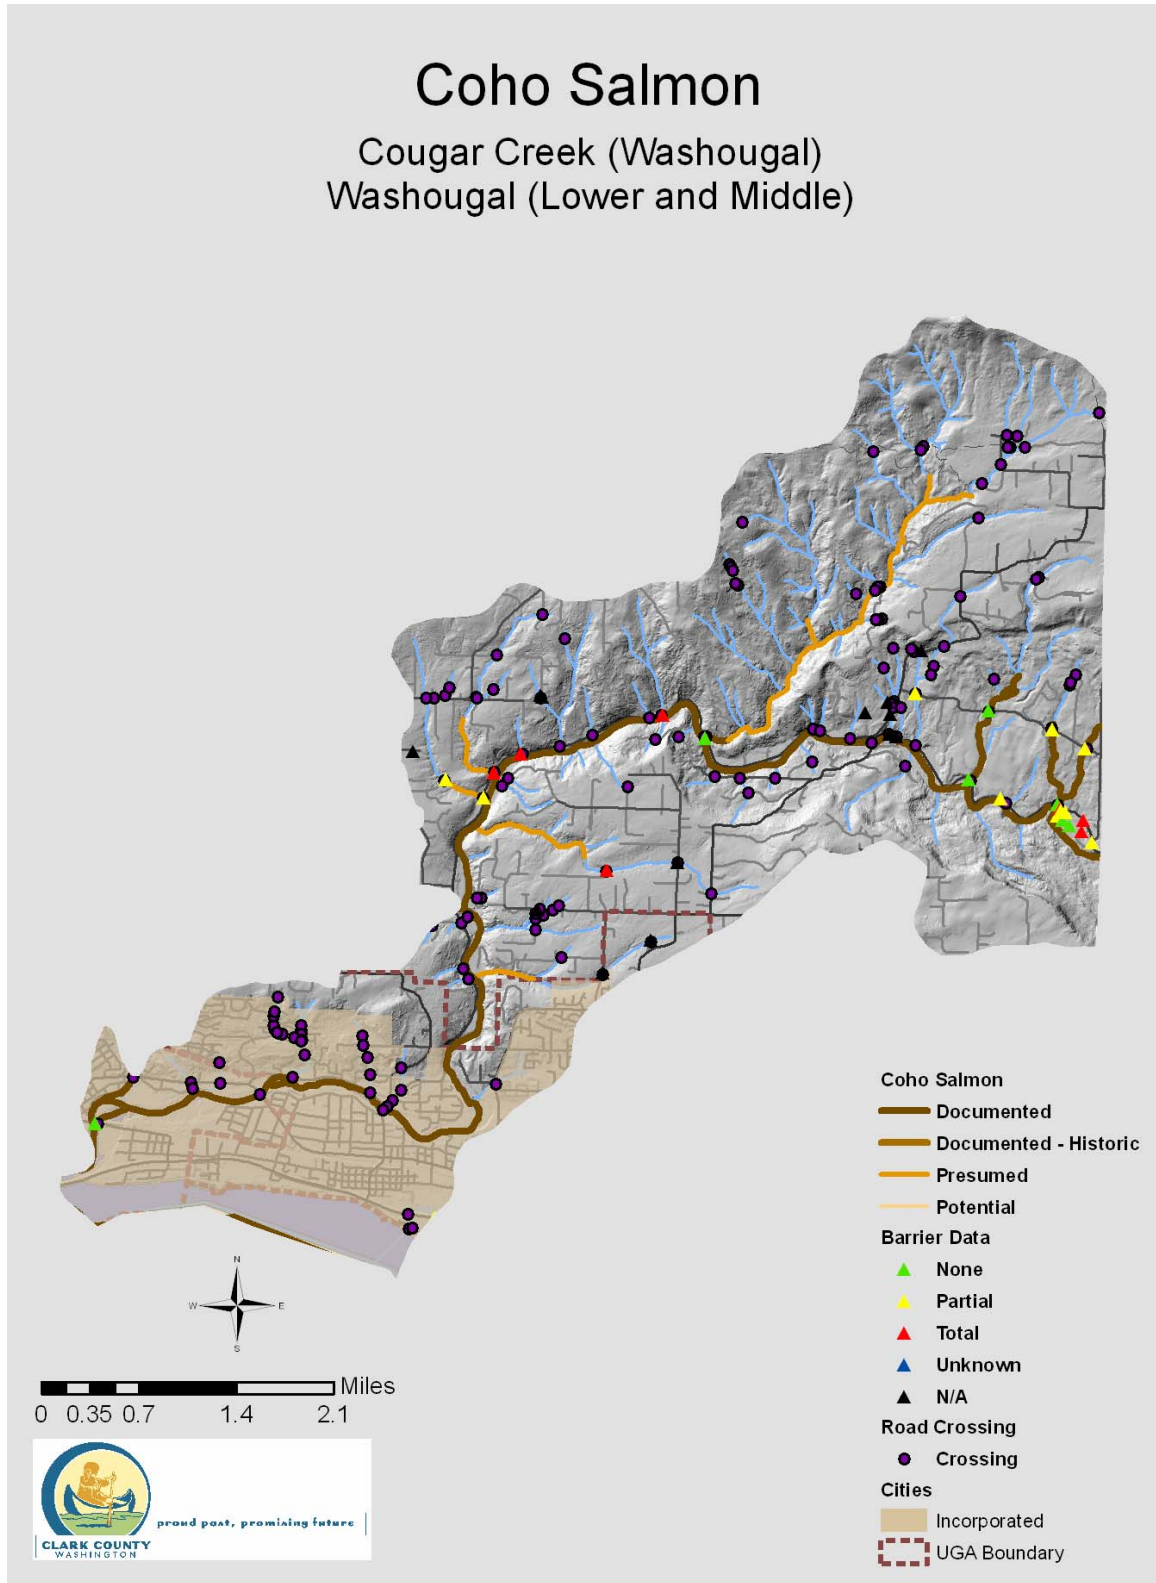 Coho Salmon
Cougar Creek (Washougal)
Washougal (Lower and Middle)
Coho Salmon
Documented
Documented - Historic
Presumed
Potential
Barrier Data
None
Partial
Total
Unknown
N/A
Road Crossing
Crossing
Cities
Incorporated
UGA Boundary
N
W E
S
Miles
0 0.35 0.7 1.4 2.1
proud past, promising future
CLARK COUNTY
WASHINGTON